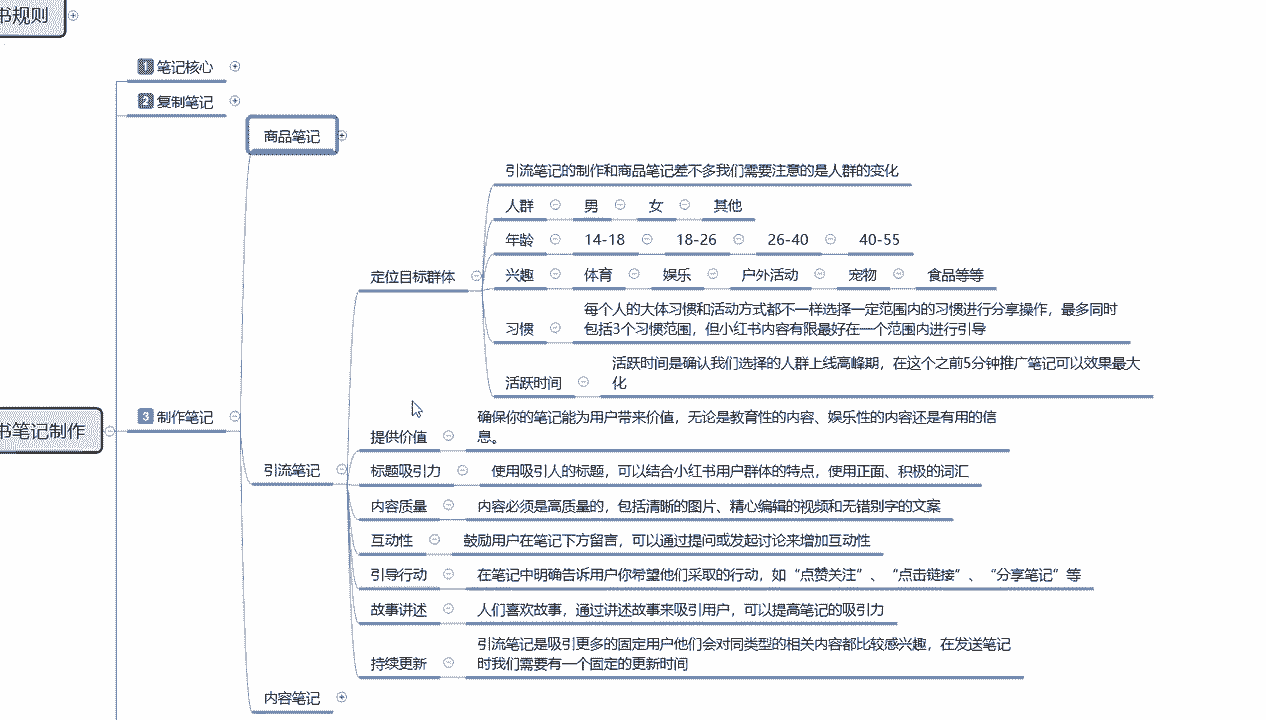 书规则
1 笔记核心
2 复制笔记
商品笔记
引流笔记的制作和商品笔记差不多我们需要注意的是人群的变化
人群 男 女 其他
年龄 14-18 18-26 26-40 40-55
定位目标群体
兴趣 体育 娱乐 户外活动 宠物 食品等等
每个人的大体习惯和活动方式都不一样选择一定范围内的习惯进行分享操作，最多同时
习惯
包括3个习惯范围，但小红书内容有限最好在一个范围内进行引导
活跃时间是确认我们选择的人群上线高峰期，在这个之前5分钟推广笔记可以效果最大
活跃时间
化
3 制作笔记
书笔记制作
确保你的笔记能为用户带来价值，无论是教育性的内容、娱乐性的内容还是有用的信
提供价值
息。
引流笔记
标题吸引力 使用吸引人的标题，可以结合小红书用户群体的特点，使用正面、积极的词汇
内容质量 内容必须是高质量的，包括清晰的图片、精心编辑的视频和无错别字的文案
互动性 鼓励用户在笔记下方留言，可以通过提问或发起讨论来增加互动性
引导行动 在笔记中明确告诉用户你希望他们采取的行动，如“点赞关注”、“点击链接”、“分享笔记”等
故事讲述 人们喜欢故事，通过讲述故事来吸引用户，可以提高笔记的吸引力
引流笔记是吸引更多的固定用户他们会对同类型的相关内容都比较感兴趣，在发送笔记
持续更新
时我们需要有一个固定的更新时间
内容笔记